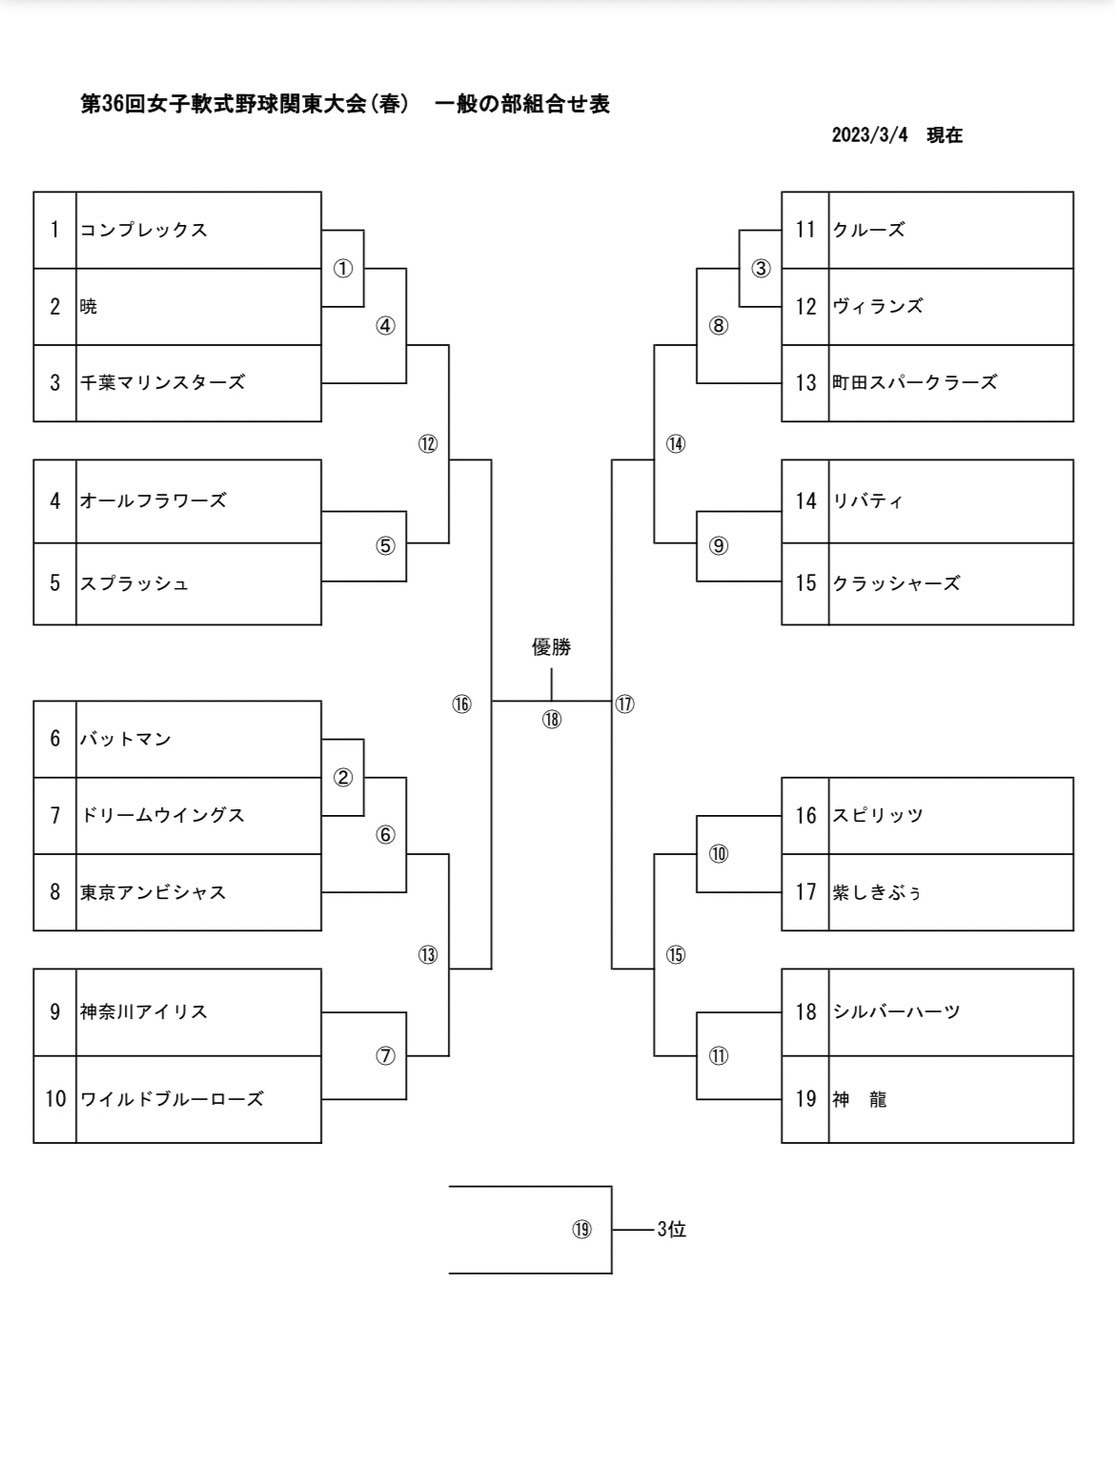 第36回女子軟式野球関東大会(春)　一般の部組合せ表
2023/3/4　現在
1 コンプレックス
2 暁
3 千葉マリンスターズ
①
④
4 オールフラワーズ
5 スプラッシュ
⑤
⑫
6 バットマン
7 ドリームウイングス
8 東京アンビシャス
②
⑥
9 神奈川アイリス
10 ワイルドブルーローズ
⑦
⑬
⑯
優勝
⑱
⑰
11 クルーズ
12 ヴィランズ
13 町田スパークラーズ
③
⑧
14 リバティ
15 クラッシャーズ
⑨
⑭
16 スピリッツ
17 紫しきぶぅ
⑩
18 シルバーハーツ
19 神　龍
⑪
⑮
⑲ 3位